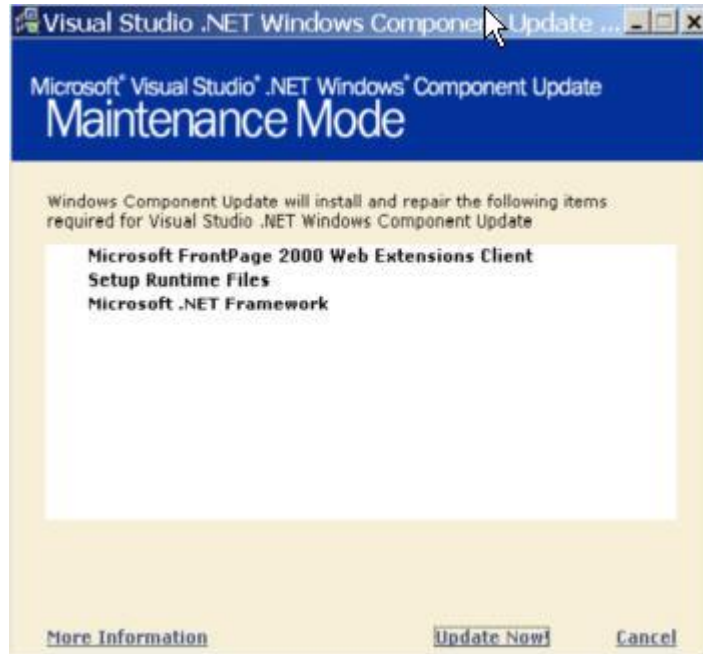 Visual Studio .NET Windows Component Update ...
Microsoft® Visual Studio® .NET Windows® Component Update
Maintenance Mode
Windows Component Update will install and repair the following items
required for Visual Studio .NET Windows Component Update
Microsoft FrontPage 2000 Web Extensions Client
Setup Runtime Files
Microsoft .NET Framework
More Information
Update Now!
Cancel